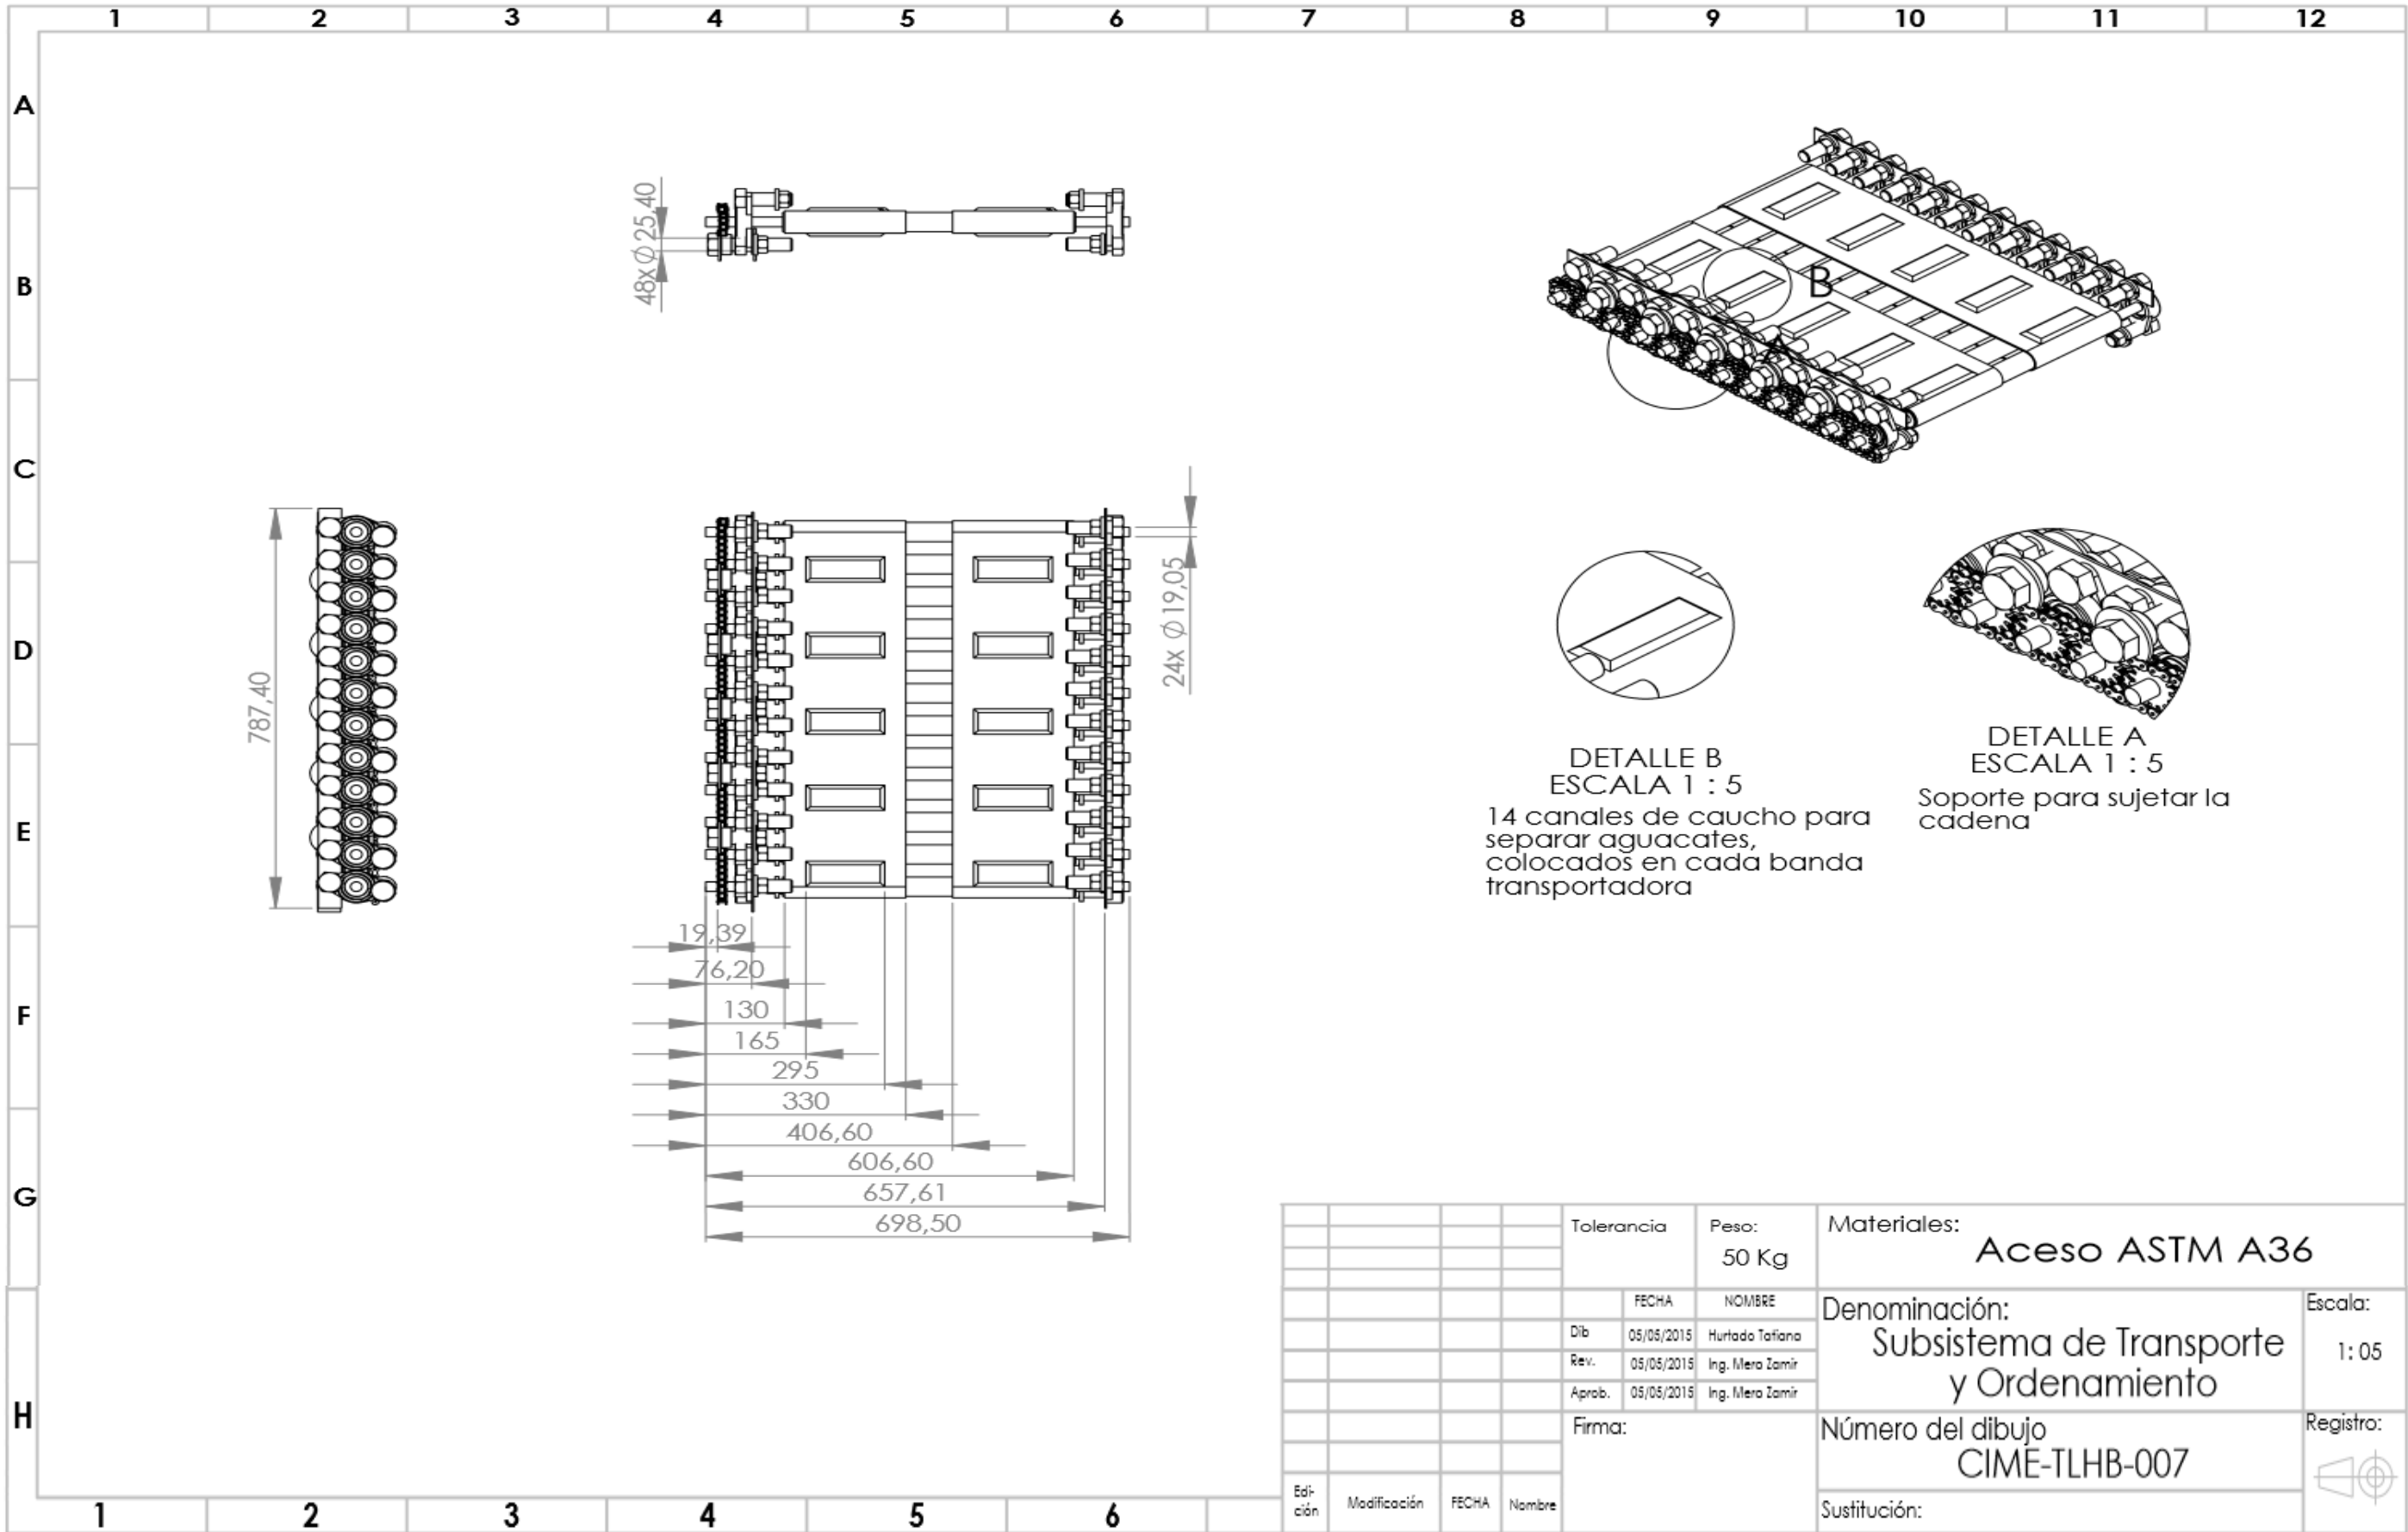 1 2 3 4 5 6 7 8 9 10 11 12
A
B
C
D
E
F
G
H
48x Ø 25,40
B
A
787,40
24x Ø 19,05
19,39
76,20
130
165
295
330
406,60
606,60
657,61
698,50
DETALLE B
ESCALA 1 : 5
14 canales de caucho para
separar aguacates,
colocados en cada banda
transportadora
DETALLE A
ESCALA 1 : 5
Soporte para sujetar la
cadena
Tolerancia
Peso:
50 Kg
Materiales:
Aceso ASTM A36
FECHA NOMBRE
Dib 05/05/2015 Hurtado Tatiana
Rev. 05/05/2015 Ing. Mera Zamir
Aprob. 05/05/2015 Ing. Mera Zamir
Denominación:
Subsistema de Transporte
y Ordenamiento
Escala:
1: 05
Firma:
Número del dibujo
CIME-TLHB-007
Registro:
Sustitución:
Edi-
ción
Modificación FECHA Nombre
1 2 3 4 5 6